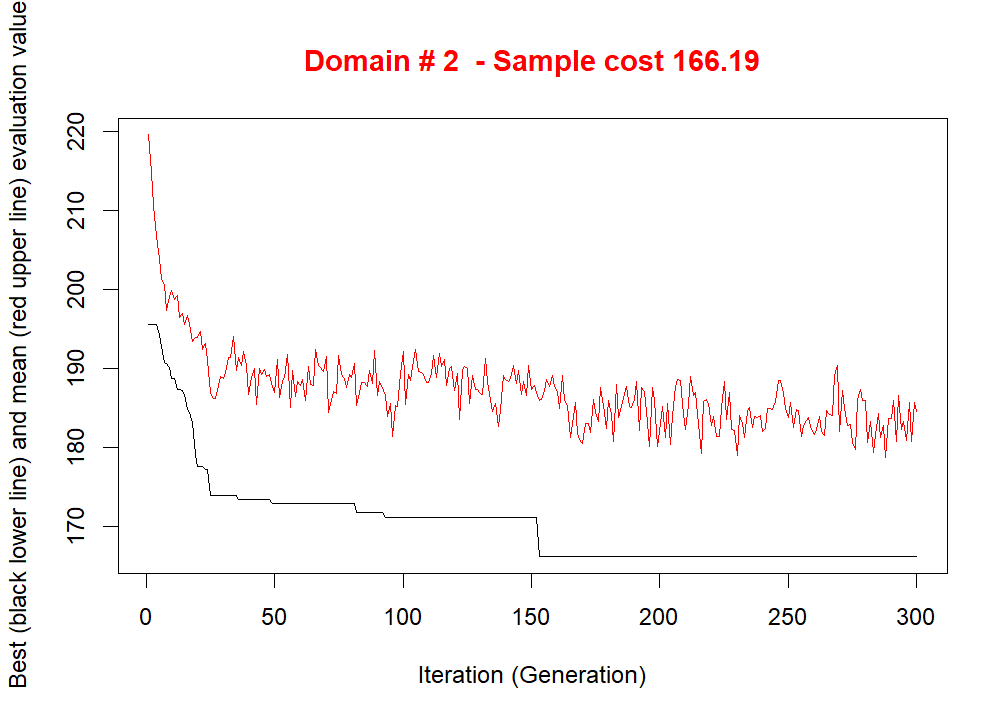 Domain # 2  - Sample cost 166.19
Best (black lower line) and mean (red upper line) evaluation value
220
210
200
190
180
170
0 50 100 150 200 250 300
Iteration (Generation)